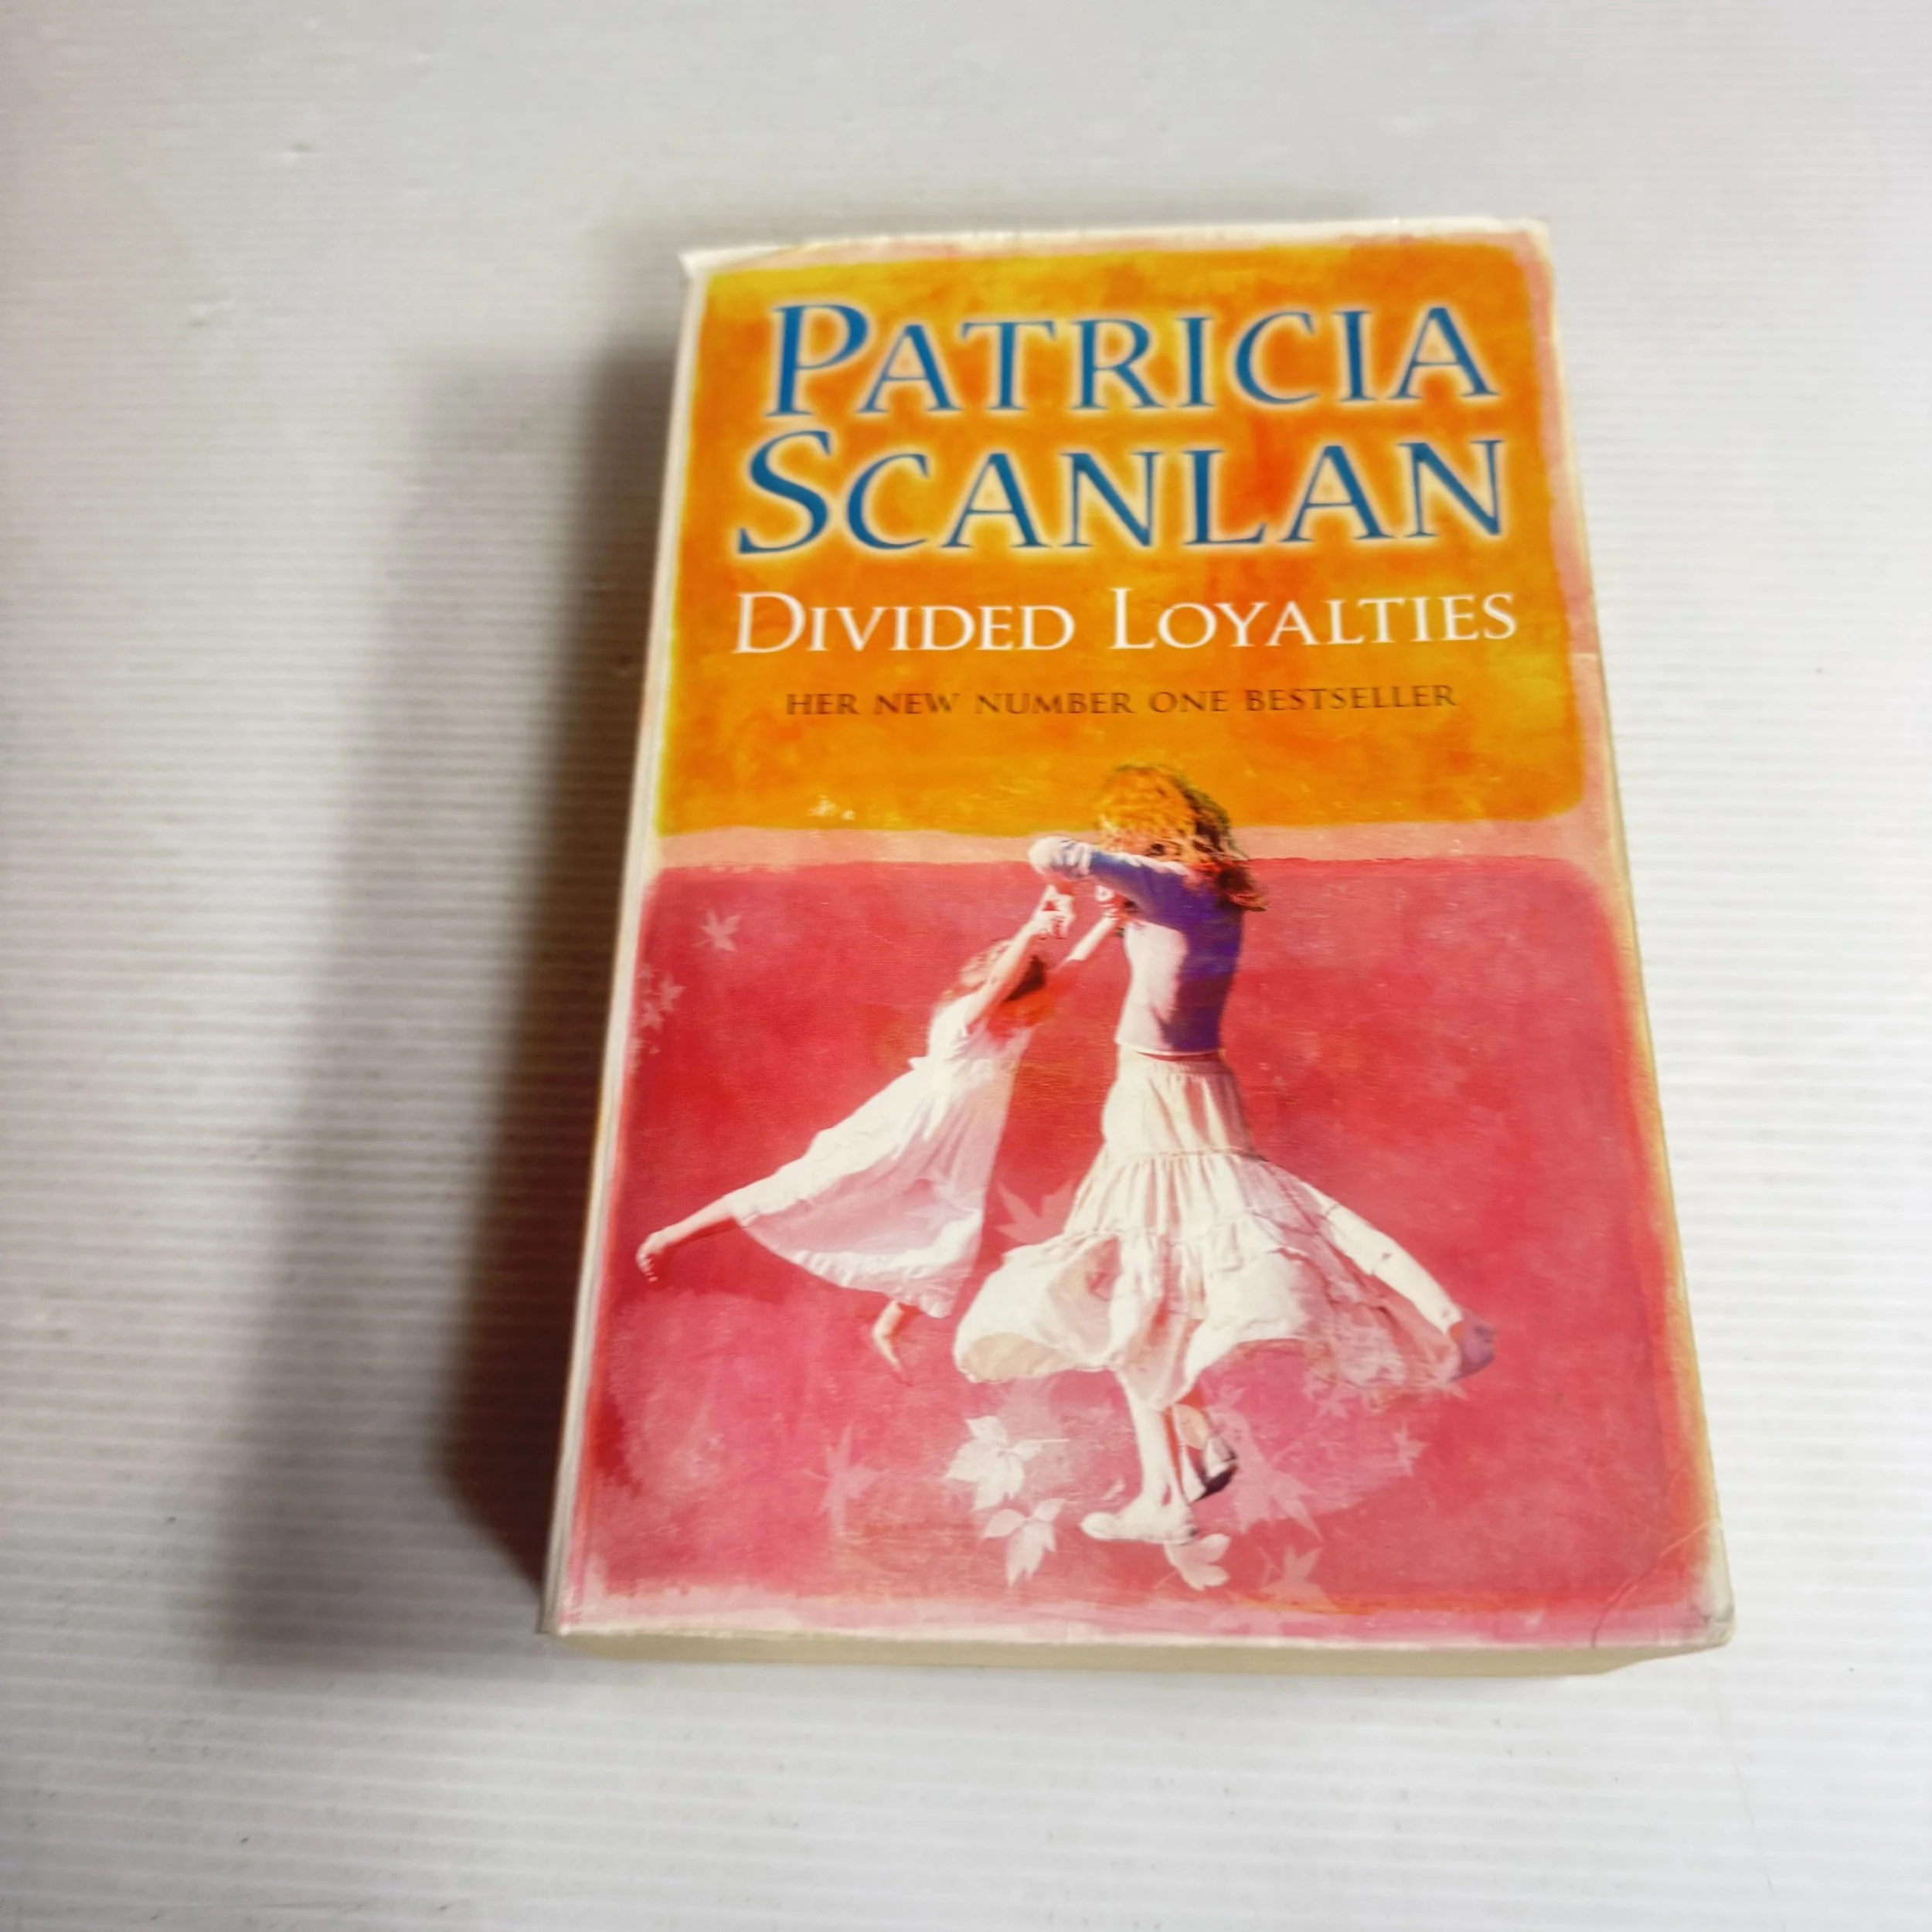 PATRICIA
SCANLAN
DIVIDED LOYALTIES
HER NEW NUMBER ONE BESTSELLER